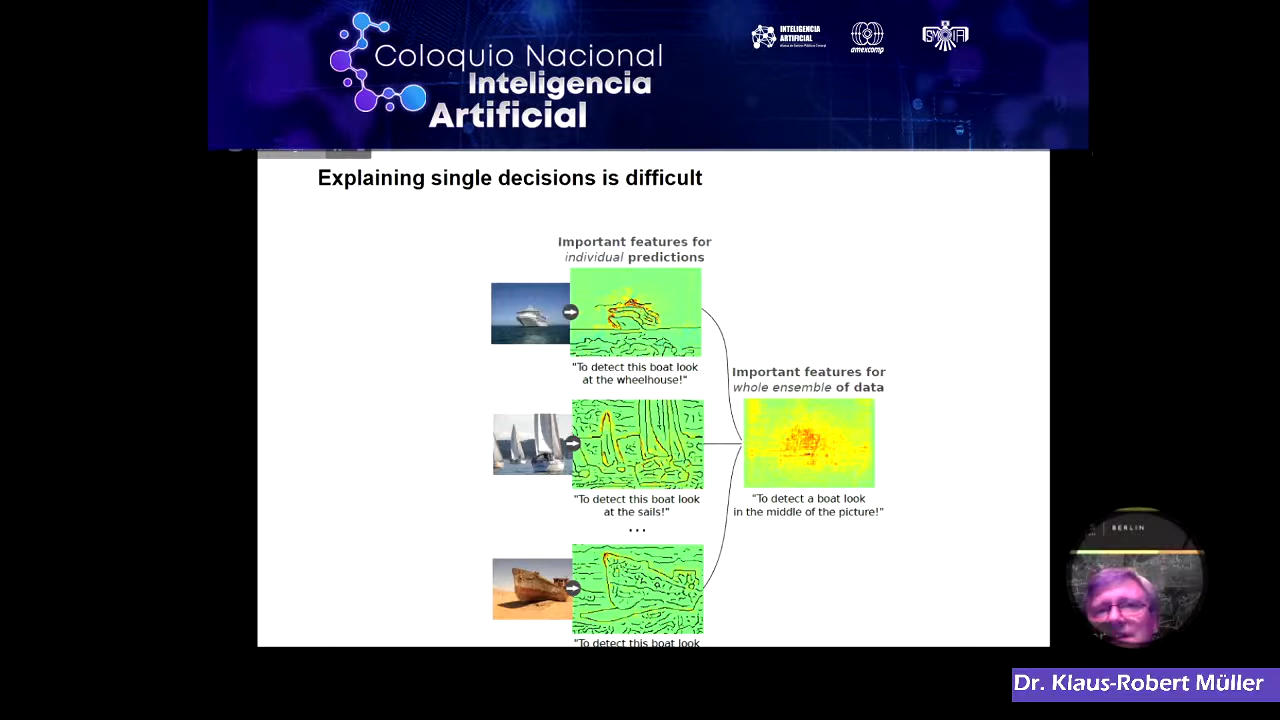 Coloquio Nacional
Inteligencia
Artificial
INTELIGENCIA
ARTIFICIAL
amexcomp
SMIA
Explaining single decisions is difficult
Important features for
individual predictions
"To detect this boat look
at the wheelhouse!"
"To detect this boat look
at the sails!"
...
"To detect this boat look
Important features for
whole ensemble of data
"To detect a boat look
in the middle of the picture!"
BERLIN
Dr. Klaus-Robert Müller